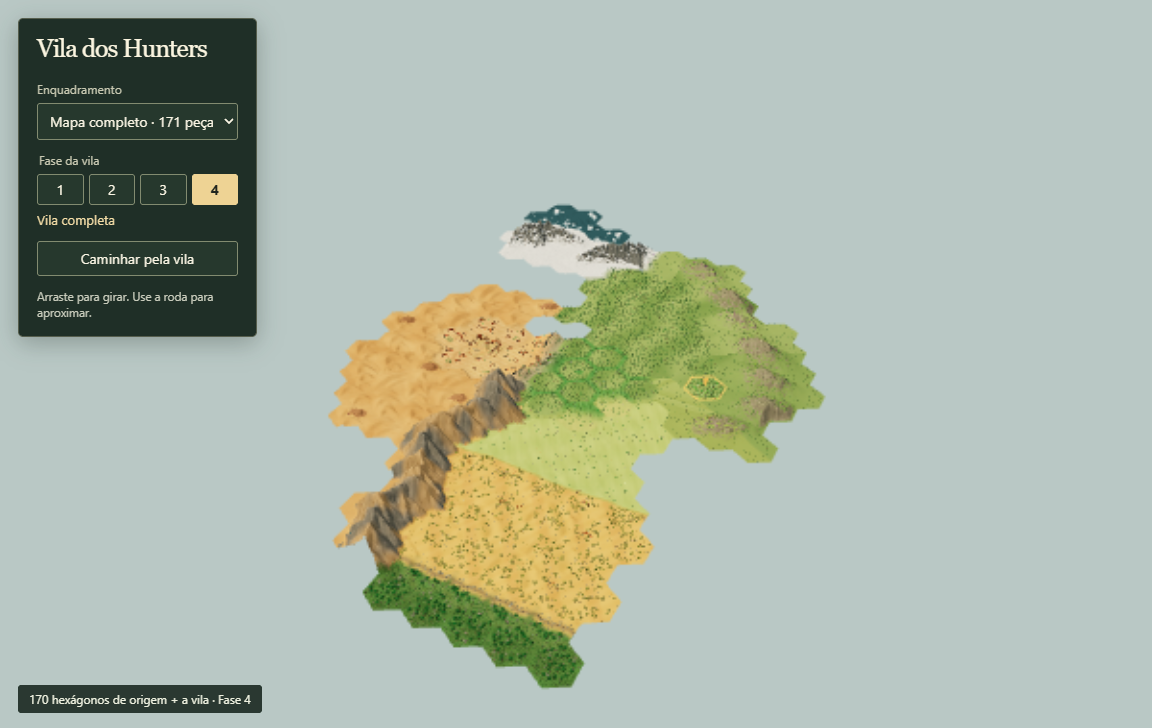 Vila dos Hunters
Enquadramento
Mapa completo · 171 peça
Fase da vila
1 2 3 4
Vila completa
Caminhar pela vila
Arraste para girar. Use a roda para
aproximar.
170 hexágonos de origem + a vila · Fase 4